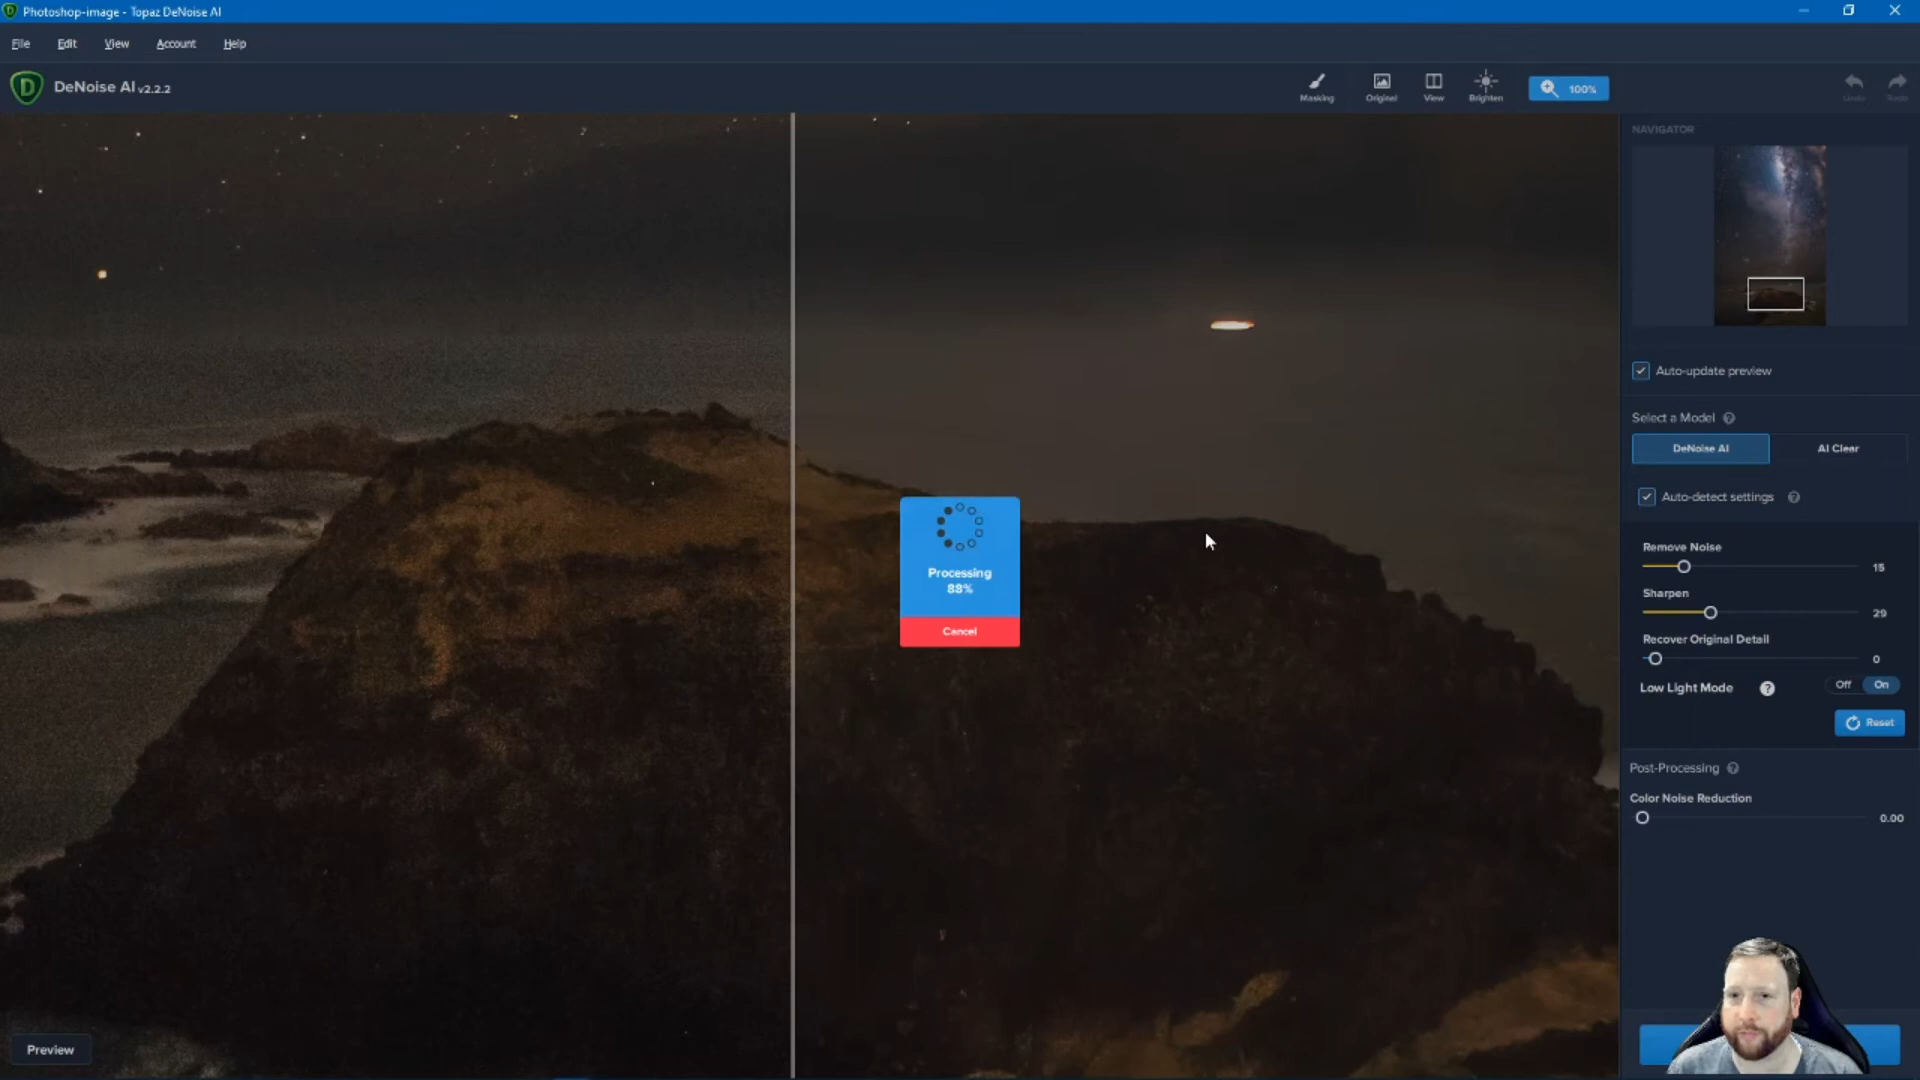 Photoshop-image - Topaz DeNoise AI
File Edit View Account Help
DeNoise AI v2.2.2
Masking Original View Brighten 100% Undo Redo
NAVIGATOR
Auto-update preview
Select a Model
DeNoise AI AI Clear
Auto-detect settings
Remove Noise
15
Sharpen
29
Recover Original Detail
0
Low Light Mode Off On
Reset
Post-Processing
Color Noise Reduction
0.00
Processing
88%
Cancel
Preview